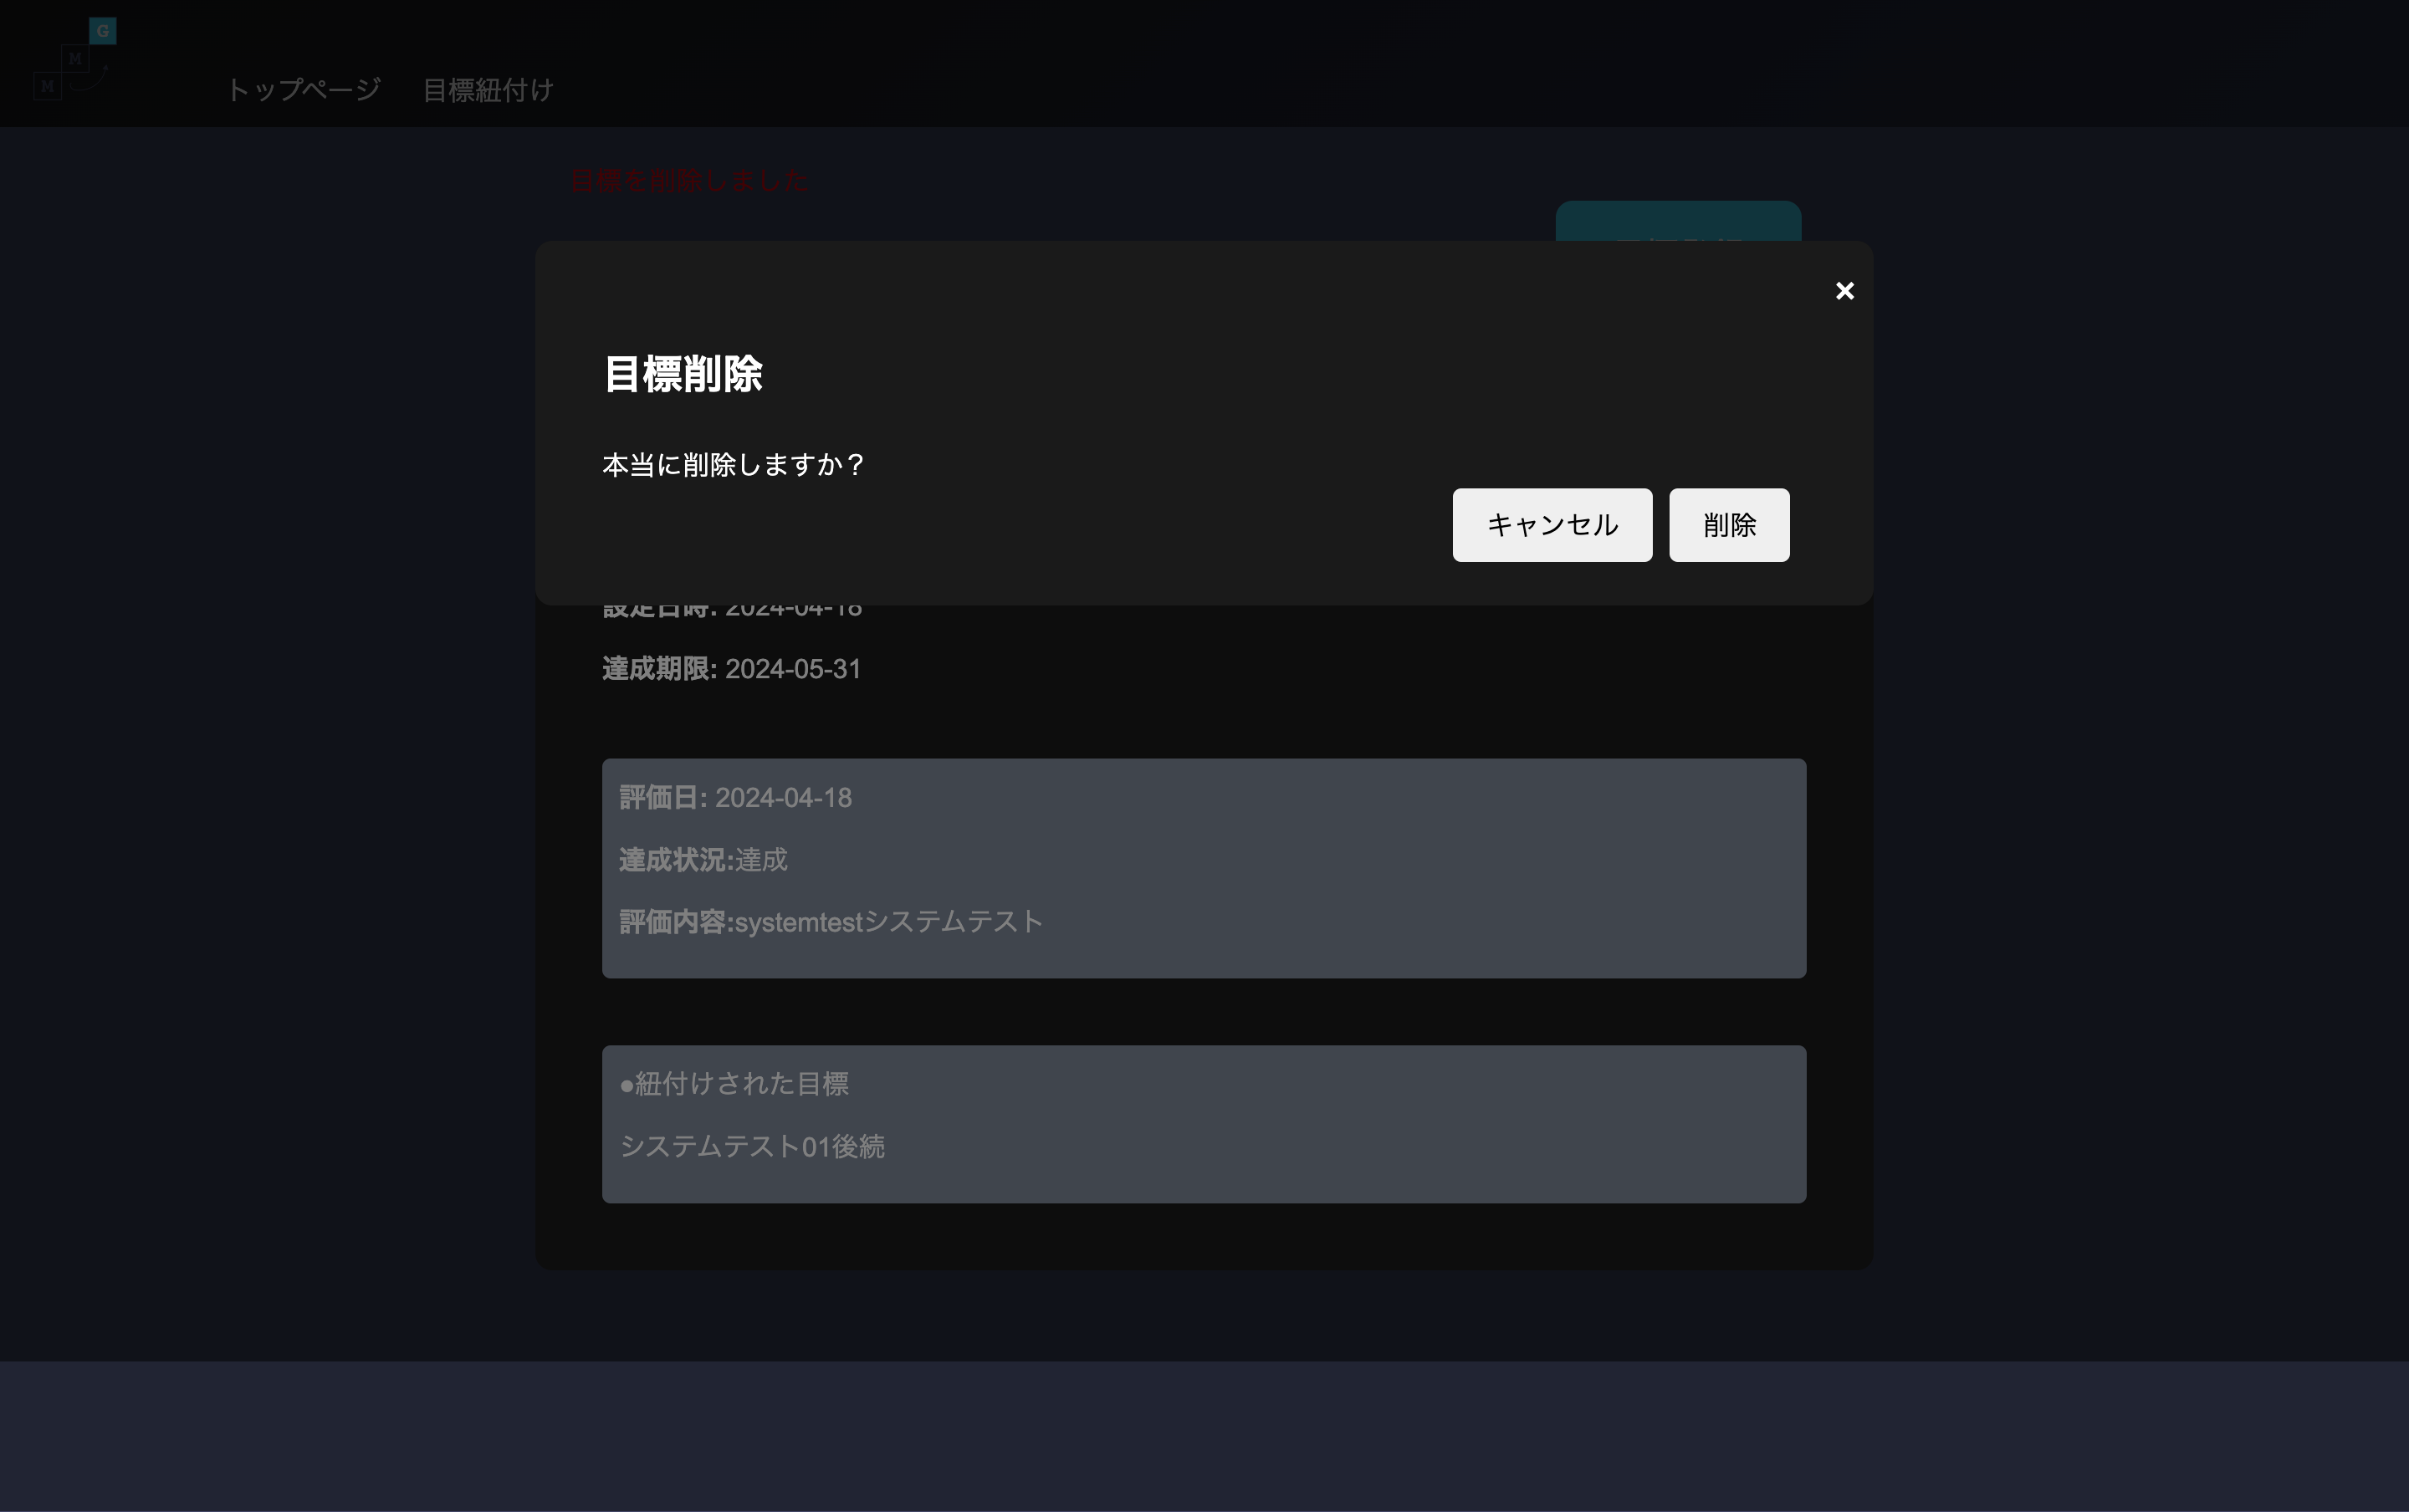 G
M
M
トップページ 目標紐付け
目標を削除しました
×
目標削除
本当に削除しますか？
キャンセル 削除
設定日時: 2024-04-18
達成期限: 2024-05-31
評価日: 2024-04-18
達成状況:達成
評価内容:systemtestシステムテスト
●紐付けされた目標
システムテスト01後続